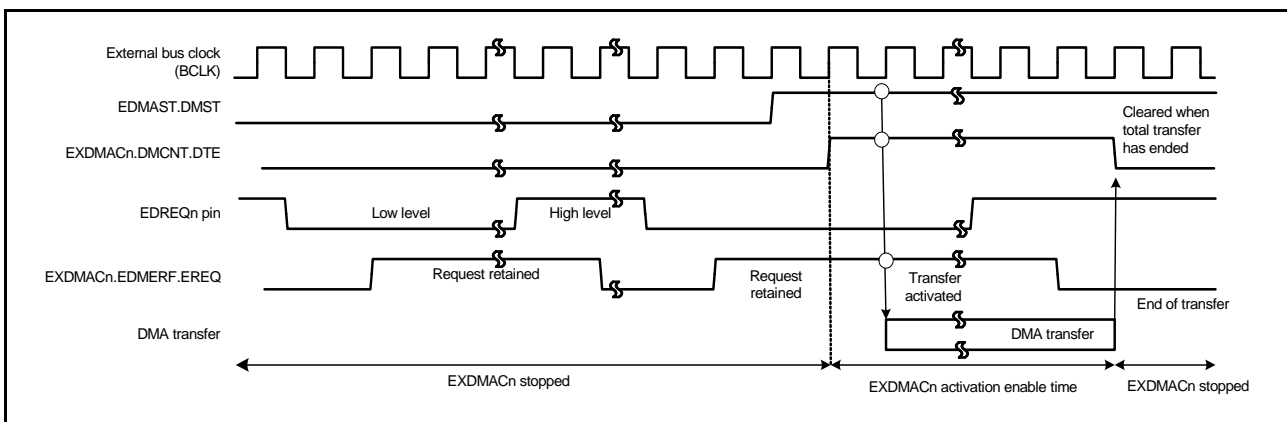 External bus clock
(BCLK)
EDMAST.DMST
Cleared when
total transfer
has ended
EXDMACn.DMCNT.DTE
EDREQn pin
Low level
High level
EXDMACn.EDMERF.EREQ
Request retained
Request
retained
Transfer
activated
End of transfer
DMA transfer
DMA transfer
EXDMACn stopped
EXDMACn activation enable time
EXDMACn stopped